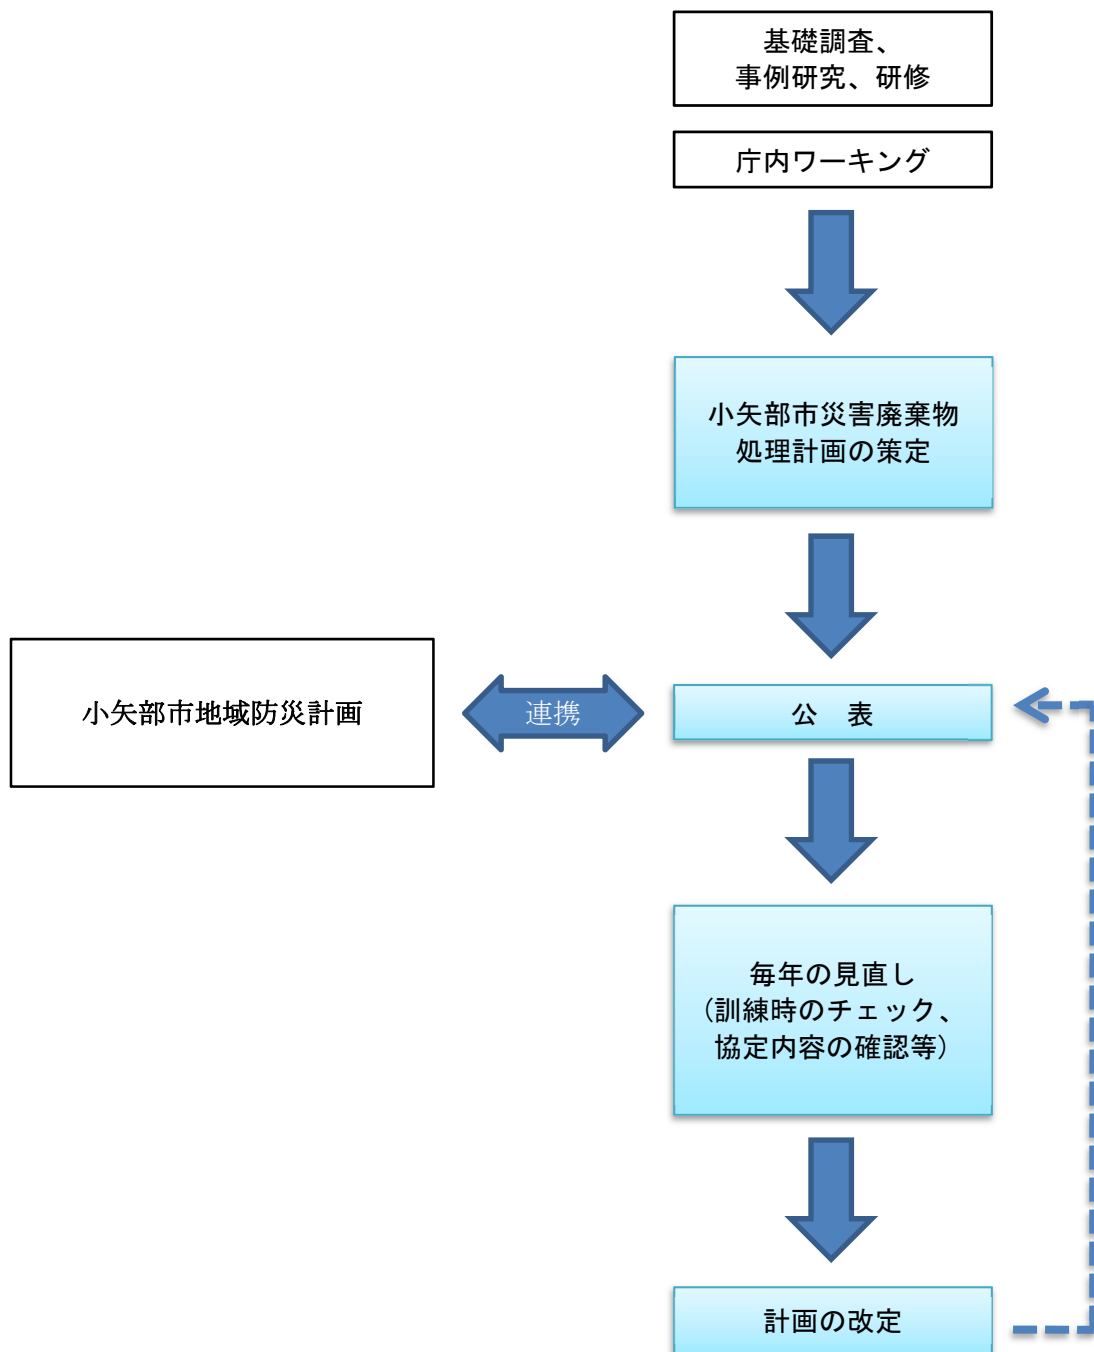 基礎調査、
事例研究、研修
庁内ワーキング
小矢部市災害廃棄物
処理計画の策定
小矢部市地域防災計画
連携
公　表
毎年の見直し
（訓練時のチェック、
協定内容の確認等）
計画の改定